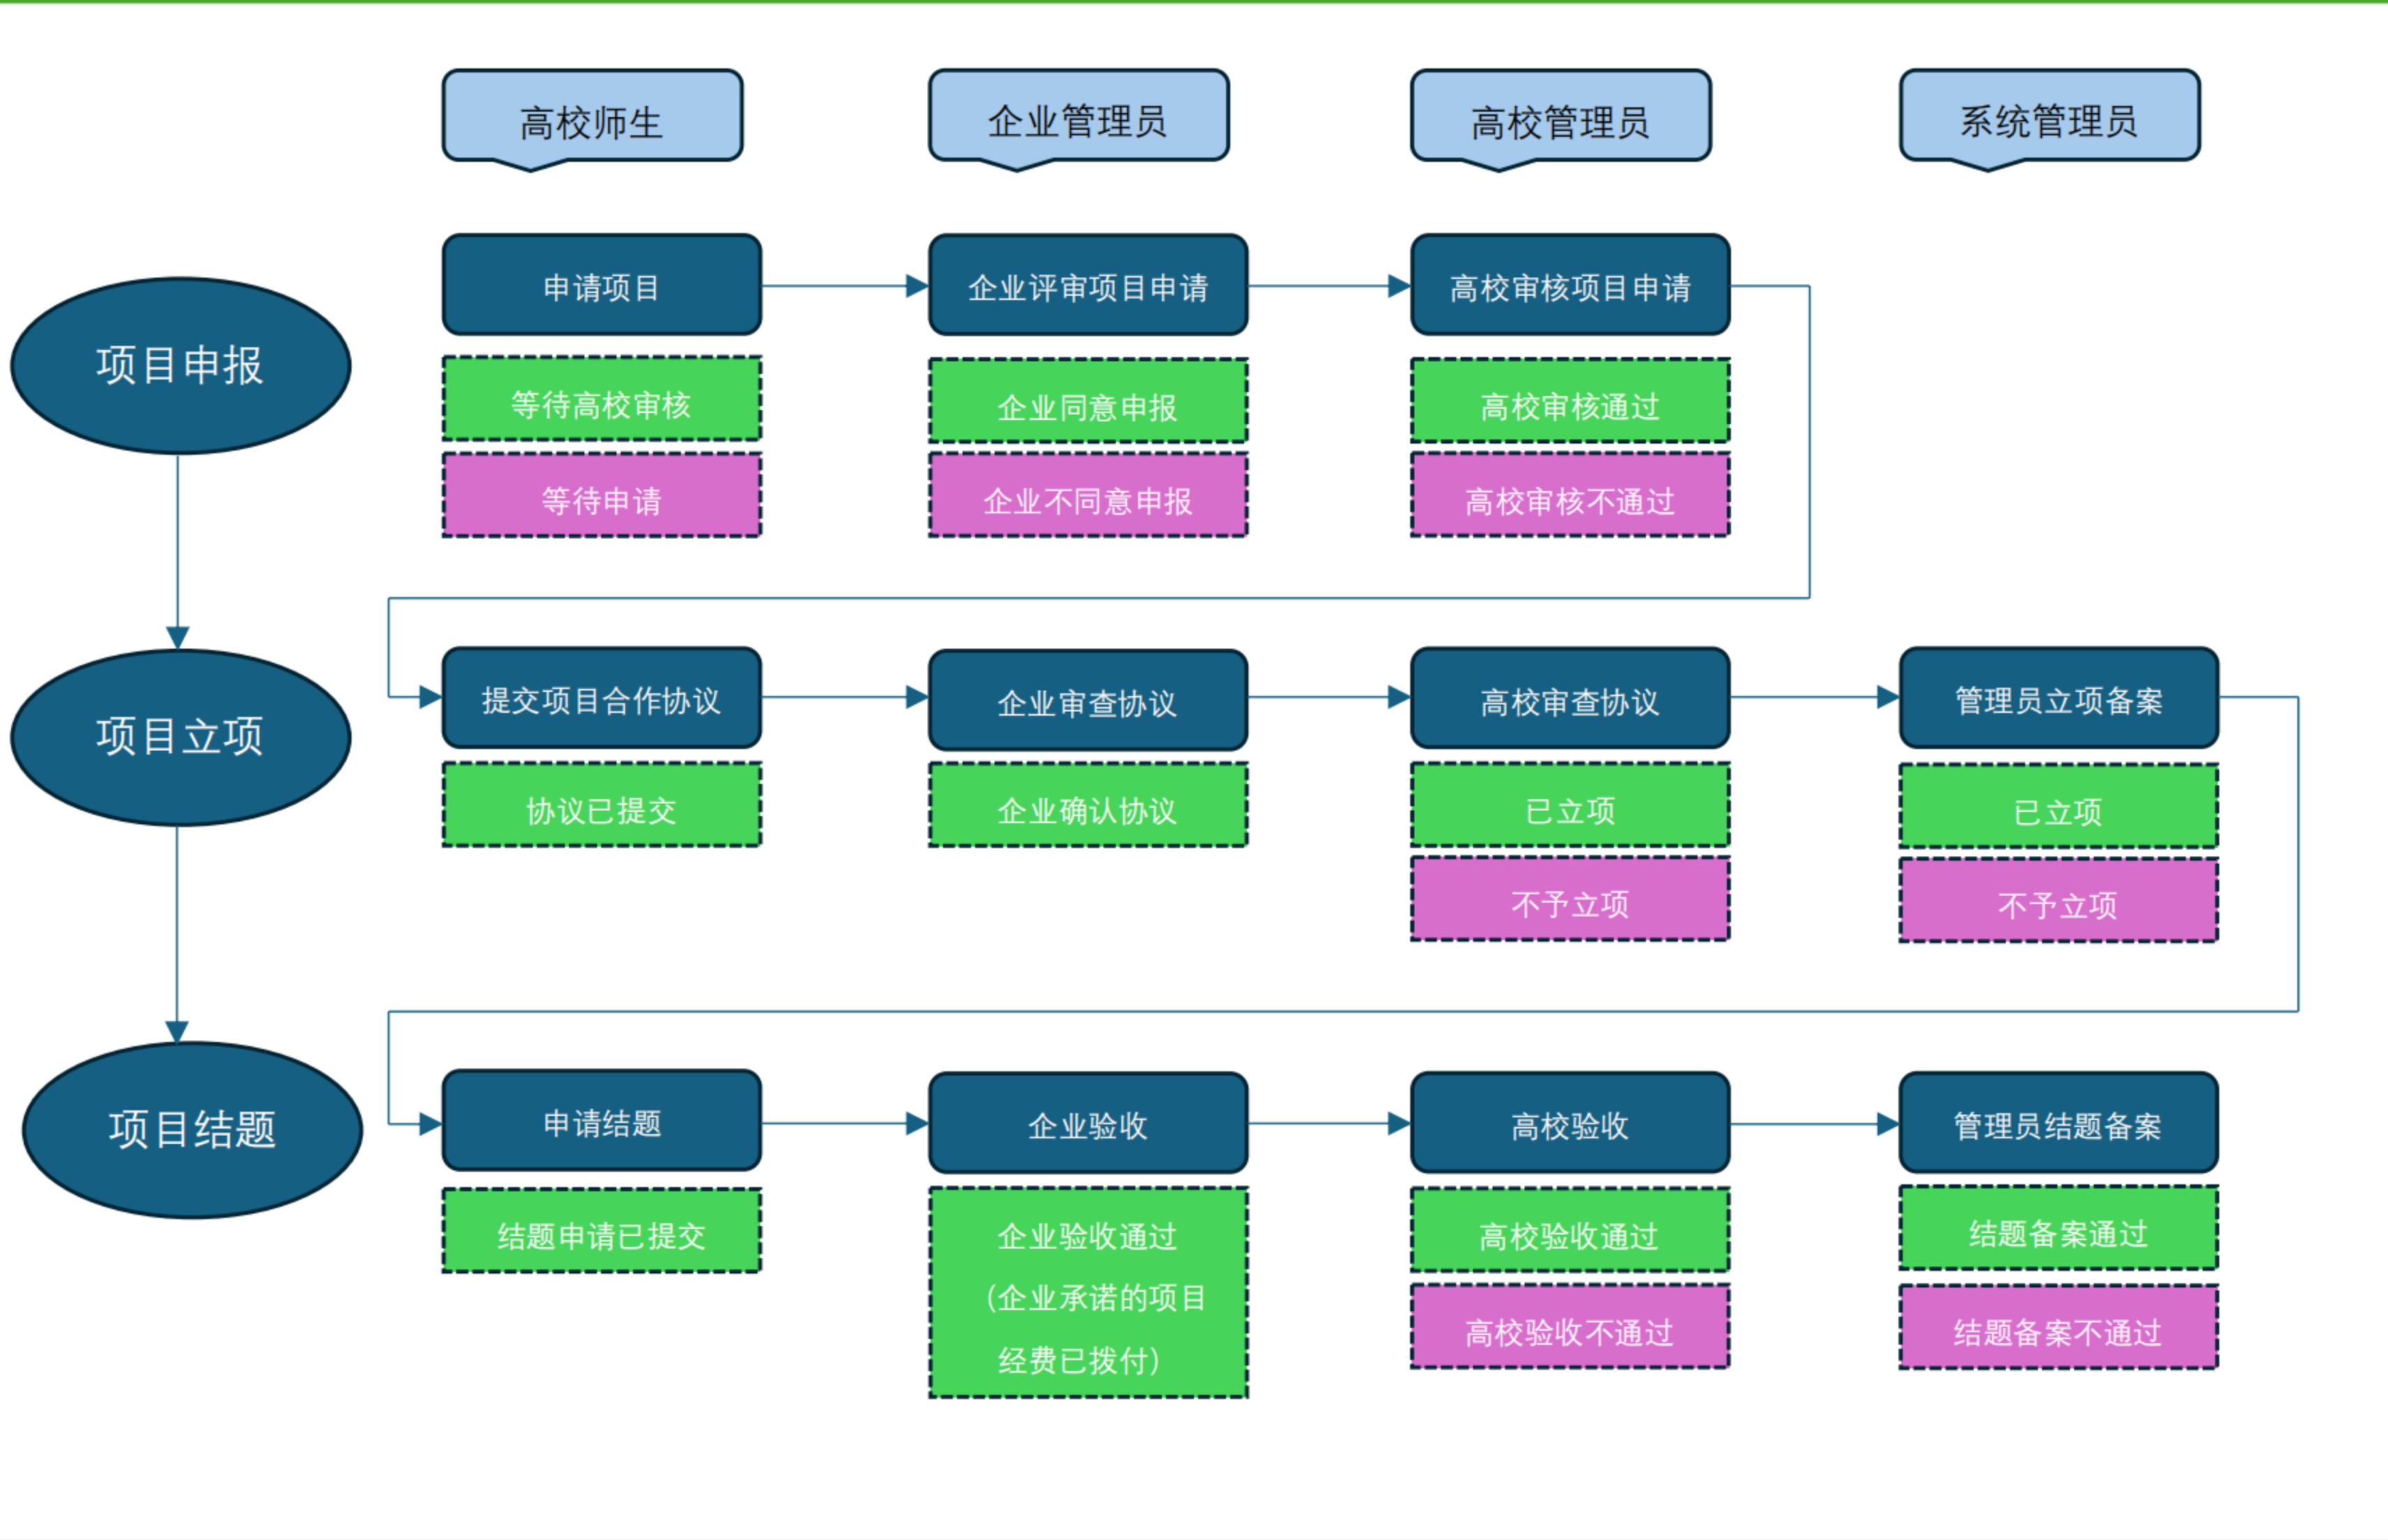 高校师生
企业管理员
高校管理员
系统管理员
项目申报
申请项目
企业评审项目申请
高校审核项目申请
等待高校审核
企业同意申报
高校审核通过
等待申请
企业不同意申报
高校审核不通过
项目立项
提交项目合作协议
企业审查协议
高校审查协议
管理员立项备案
协议已提交
企业确认协议
已立项
已立项
不予立项
不予立项
项目结题
申请结题
企业验收
高校验收
管理员结题备案
结题申请已提交
企业验收通过
(企业承诺的项目
经费已拨付)
高校验收通过
结题备案通过
高校验收不通过
结题备案不通过